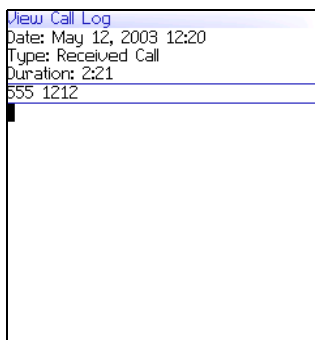 View Call Log
Date: May 12, 2003 12:20
Type: Received Call
Duration: 2:21
555 1212